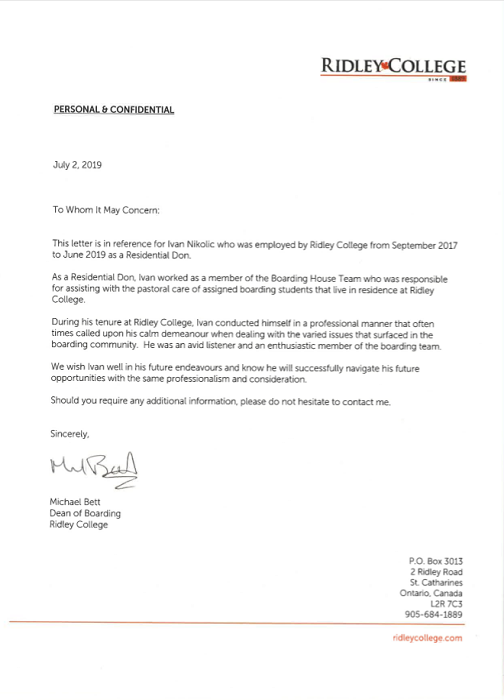 RIDLEY COLLEGE
SINCE
PERSONAL & CONFIDENTIAL
July 2, 2019
To Whom It May Concern:
This letter is in reference for Ivan Nikolic who was employed by Ridley College from September 2017
to June 2019 as a Residential Don.
As a Residential Don, Ivan worked as a member of the Boarding House Team who was responsible
for assisting with the pastoral care of assigned boarding students that live in residence at Ridley
College.
During his tenure at Ridley College, Ivan conducted himself in a professional manner that often
times called upon his calm demeanour when dealing with the varied issues that surfaced in the
boarding community. He was an avid listener and an enthusiastic member of the boarding team.
We wish Ivan well in his future endeavours and know he will successfully navigate his future
opportunities with the same professionalism and consideration.
Should you require any additional information, please do not hesitate to contact me.
Sincerely,
Michael Bett
Dean of Boarding
Ridley College
P.O. Box 3013
2 Ridley Road
St. Catharines
Ontario, Canada
L2R 7C3
905-684-1889
ridleycollege.com